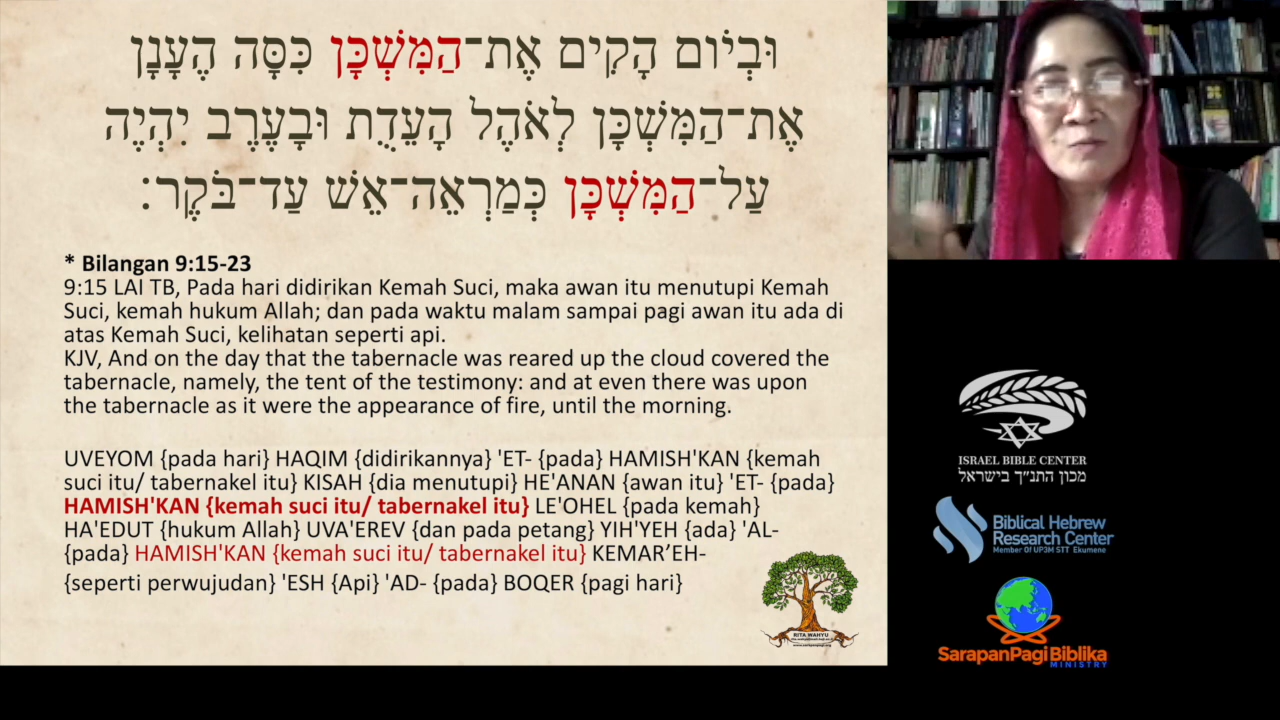 וּבְיוֹם הָקִים אֶת־הַמִּשְׁכָּן כִּסָּה הֶעָנָן
אֶת־הַמִּשְׁכָּן לְאֹהֶל הָעֵדֻת וּבָעֶרֶב יִהְיֶה
עַל־הַמִּשְׁכָּן כְּמַרְאֵה־אֵשׁ עַד־בֹּקֶר׃
* Bilangan 9:15-23
9:15 LAI TB, Pada hari didirikan Kemah Suci, maka awan itu menutupi Kemah
Suci, kemah hukum Allah; dan pada waktu malam sampai pagi awan itu ada di
atas Kemah Suci, kelihatan seperti api.
KJV, And on the day that the tabernacle was reared up the cloud covered the
tabernacle, namely, the tent of the testimony: and at even there was upon
the tabernacle as it were the appearance of fire, until the morning.
UVEYOM {pada hari} HAQIM {didirikannya} 'ET- {pada} HAMISH'KAN {kemah
suci itu/ tabernakel itu} KISAH {dia menutupi} HE'ANAN {awan itu} 'ET- {pada}
HAMISH'KAN {kemah suci itu/ tabernakel itu} LE'OHEL {pada kemah}
HA'EDUT {hukum Allah} UVA'EREV {dan pada petang} YIH'YEH {ada} 'AL-
{pada} HAMISH'KAN {kemah suci itu/ tabernakel itu} KEMAR’EH-
{seperti perwujudan} 'ESH {Api} 'AD- {pada} BOQER {pagi hari}
RITA WAHYU
www.sarapanpagi.org
ISRAEL BIBLE CENTER
מכון התנ״ך בישראל
Biblical Hebrew
Research Center
Member Of UP3M STT Ekumene
SarapanPagi Biblika
MINISTRY